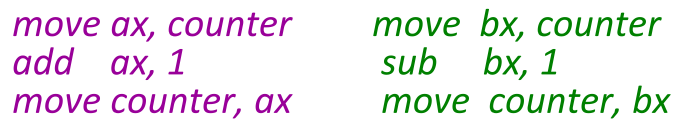 move ax, counter
add ax, 1
move counter, ax
move bx, counter
sub bx, 1
move counter, bx